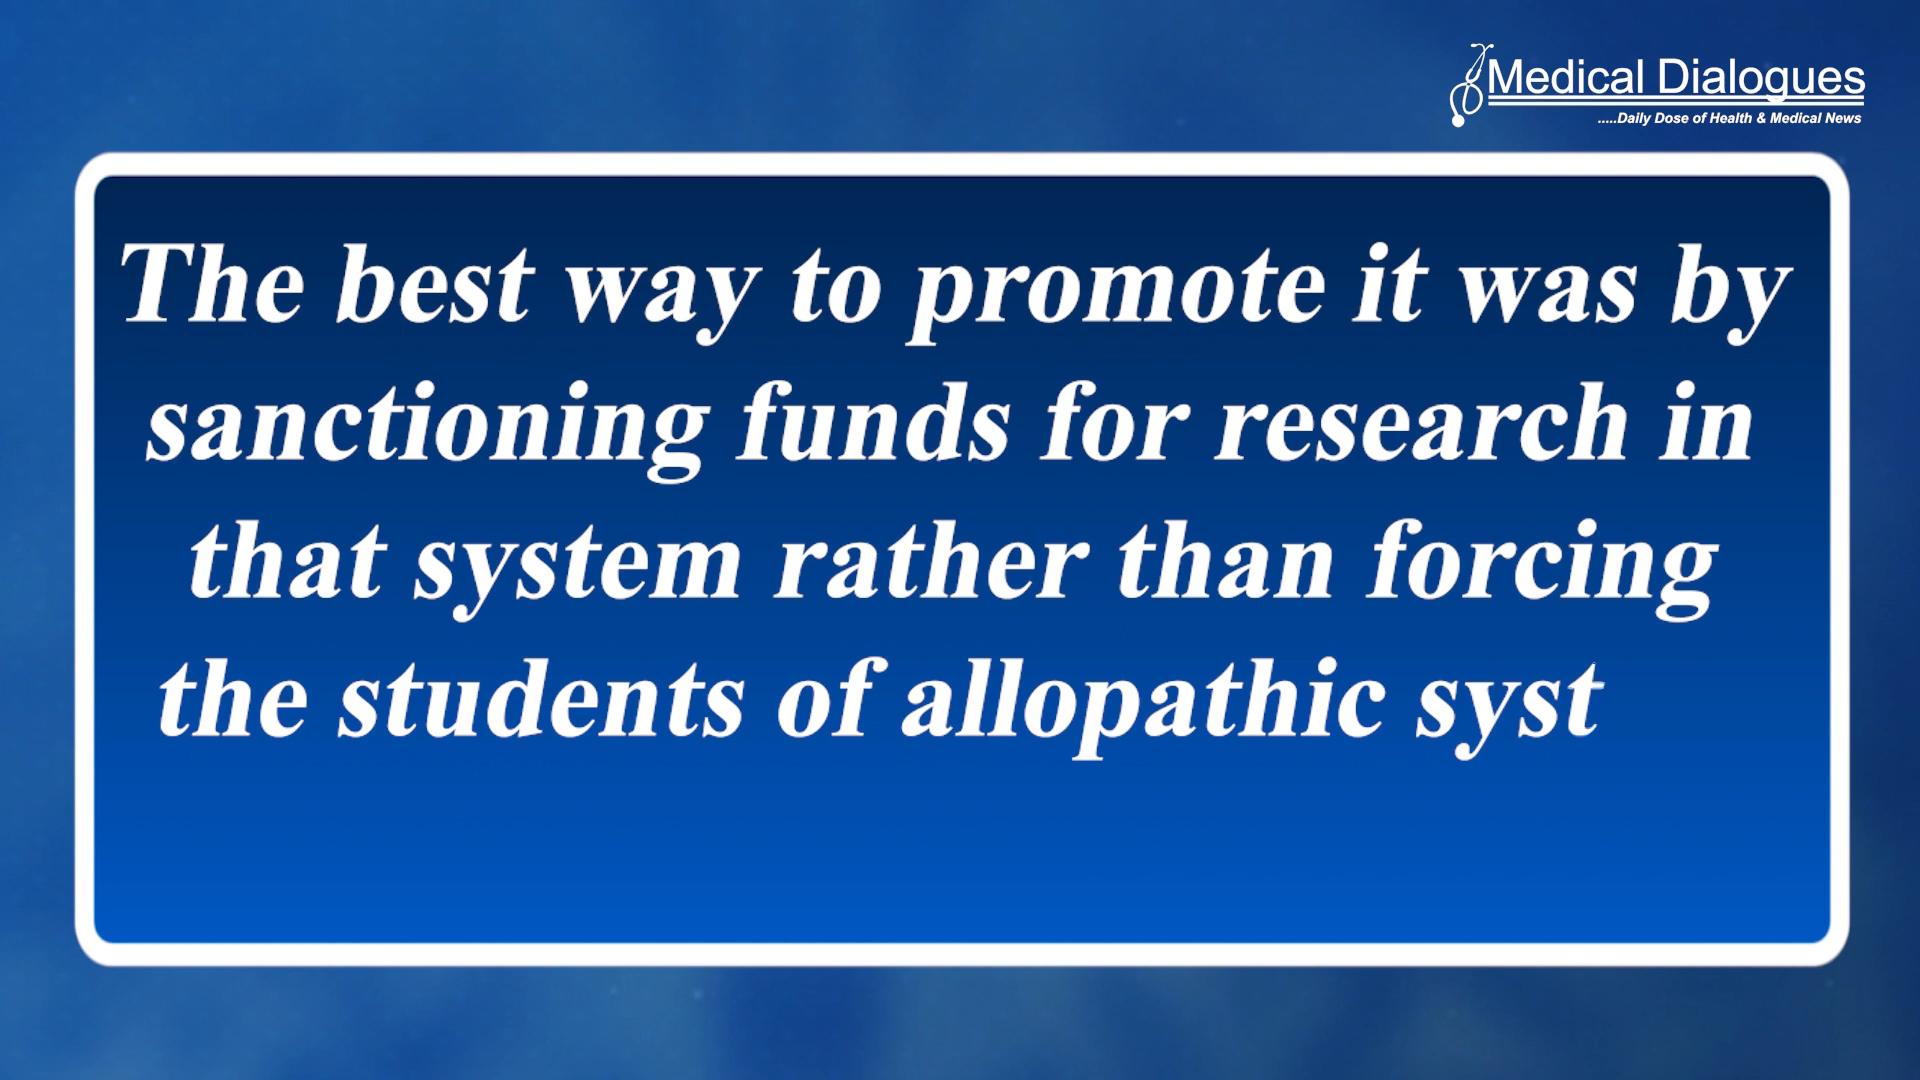 Medical Dialogues
.....Daily Dose of Health & Medical News
The best way to promote it was by
sanctioning funds for research in
that system rather than forcing
the students of allopathic syst